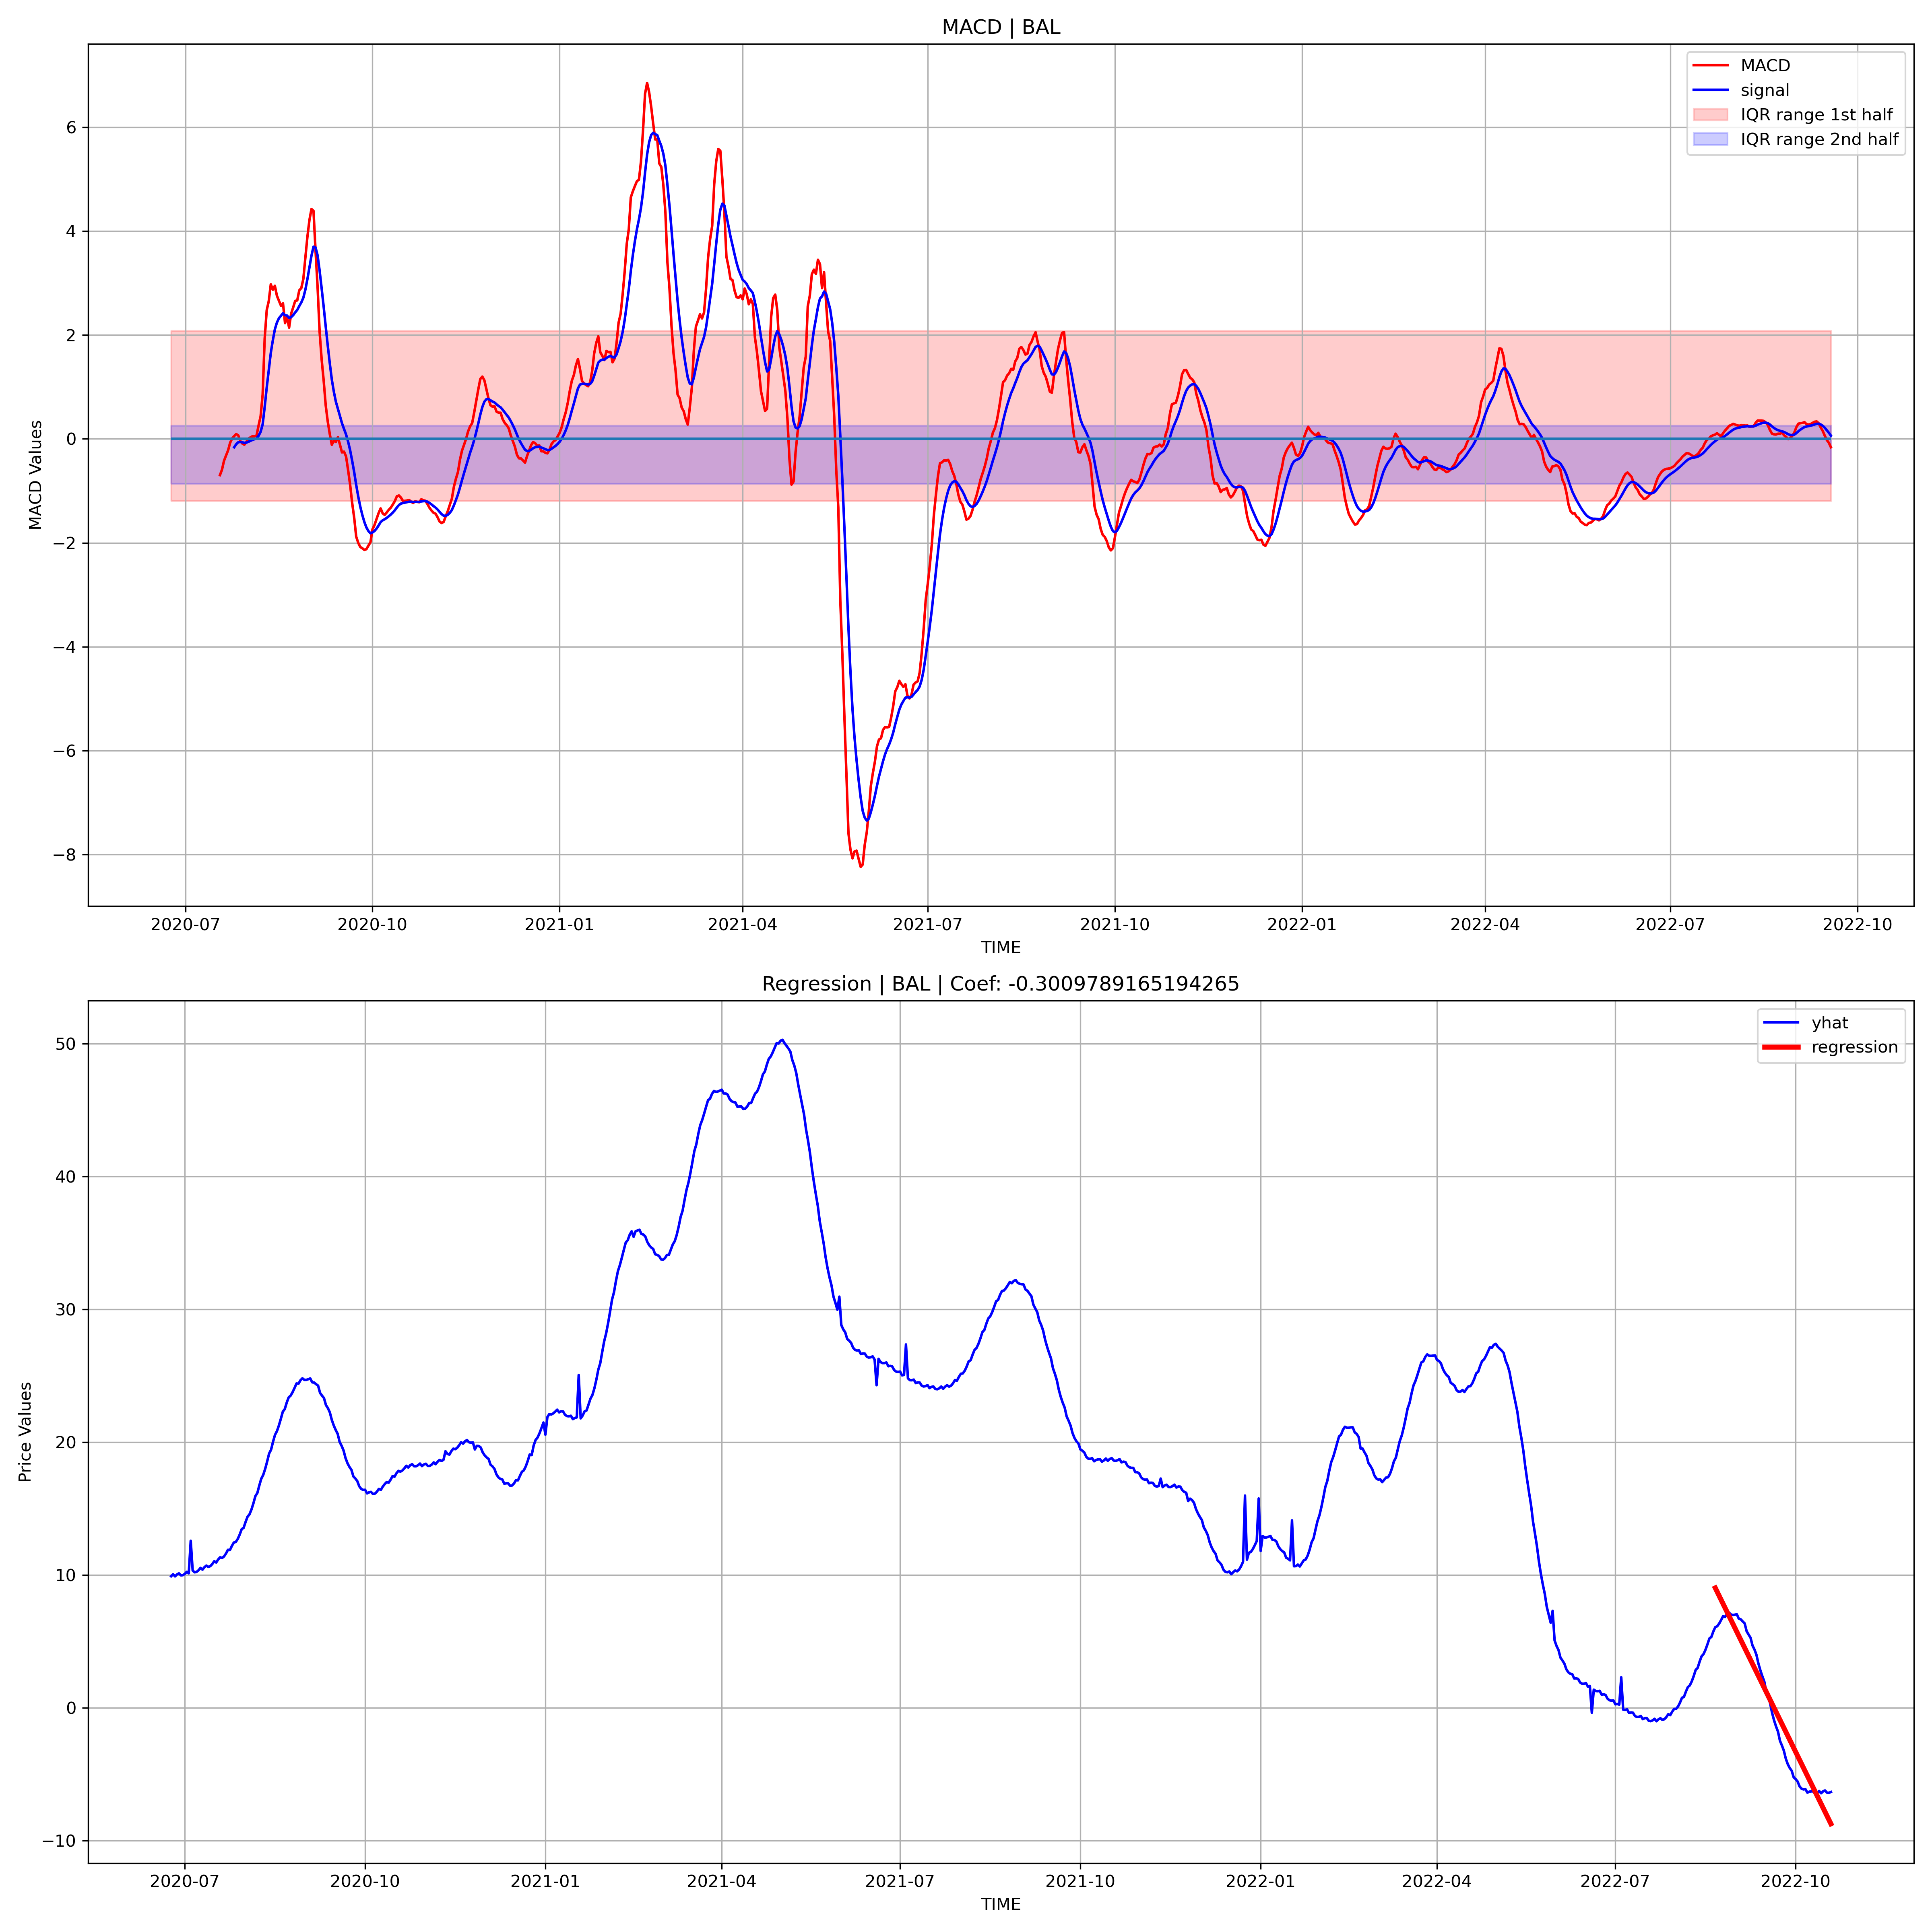 MACD | BAL
MACD
signal
IQR range 1st half
IQR range 2nd half
MACD Values
6
4
2
0
−2
−4
−6
−8
2020-07 2020-10 2021-01 2021-04 2021-07 2021-10 2022-01 2022-04 2022-07 2022-10
TIME
Regression | BAL | Coef: -0.3009789165194265
yhat
regression
Price Values
50
40
30
20
10
0
−10
2020-07 2020-10 2021-01 2021-04 2021-07 2021-10 2022-01 2022-04 2022-07 2022-10
TIME